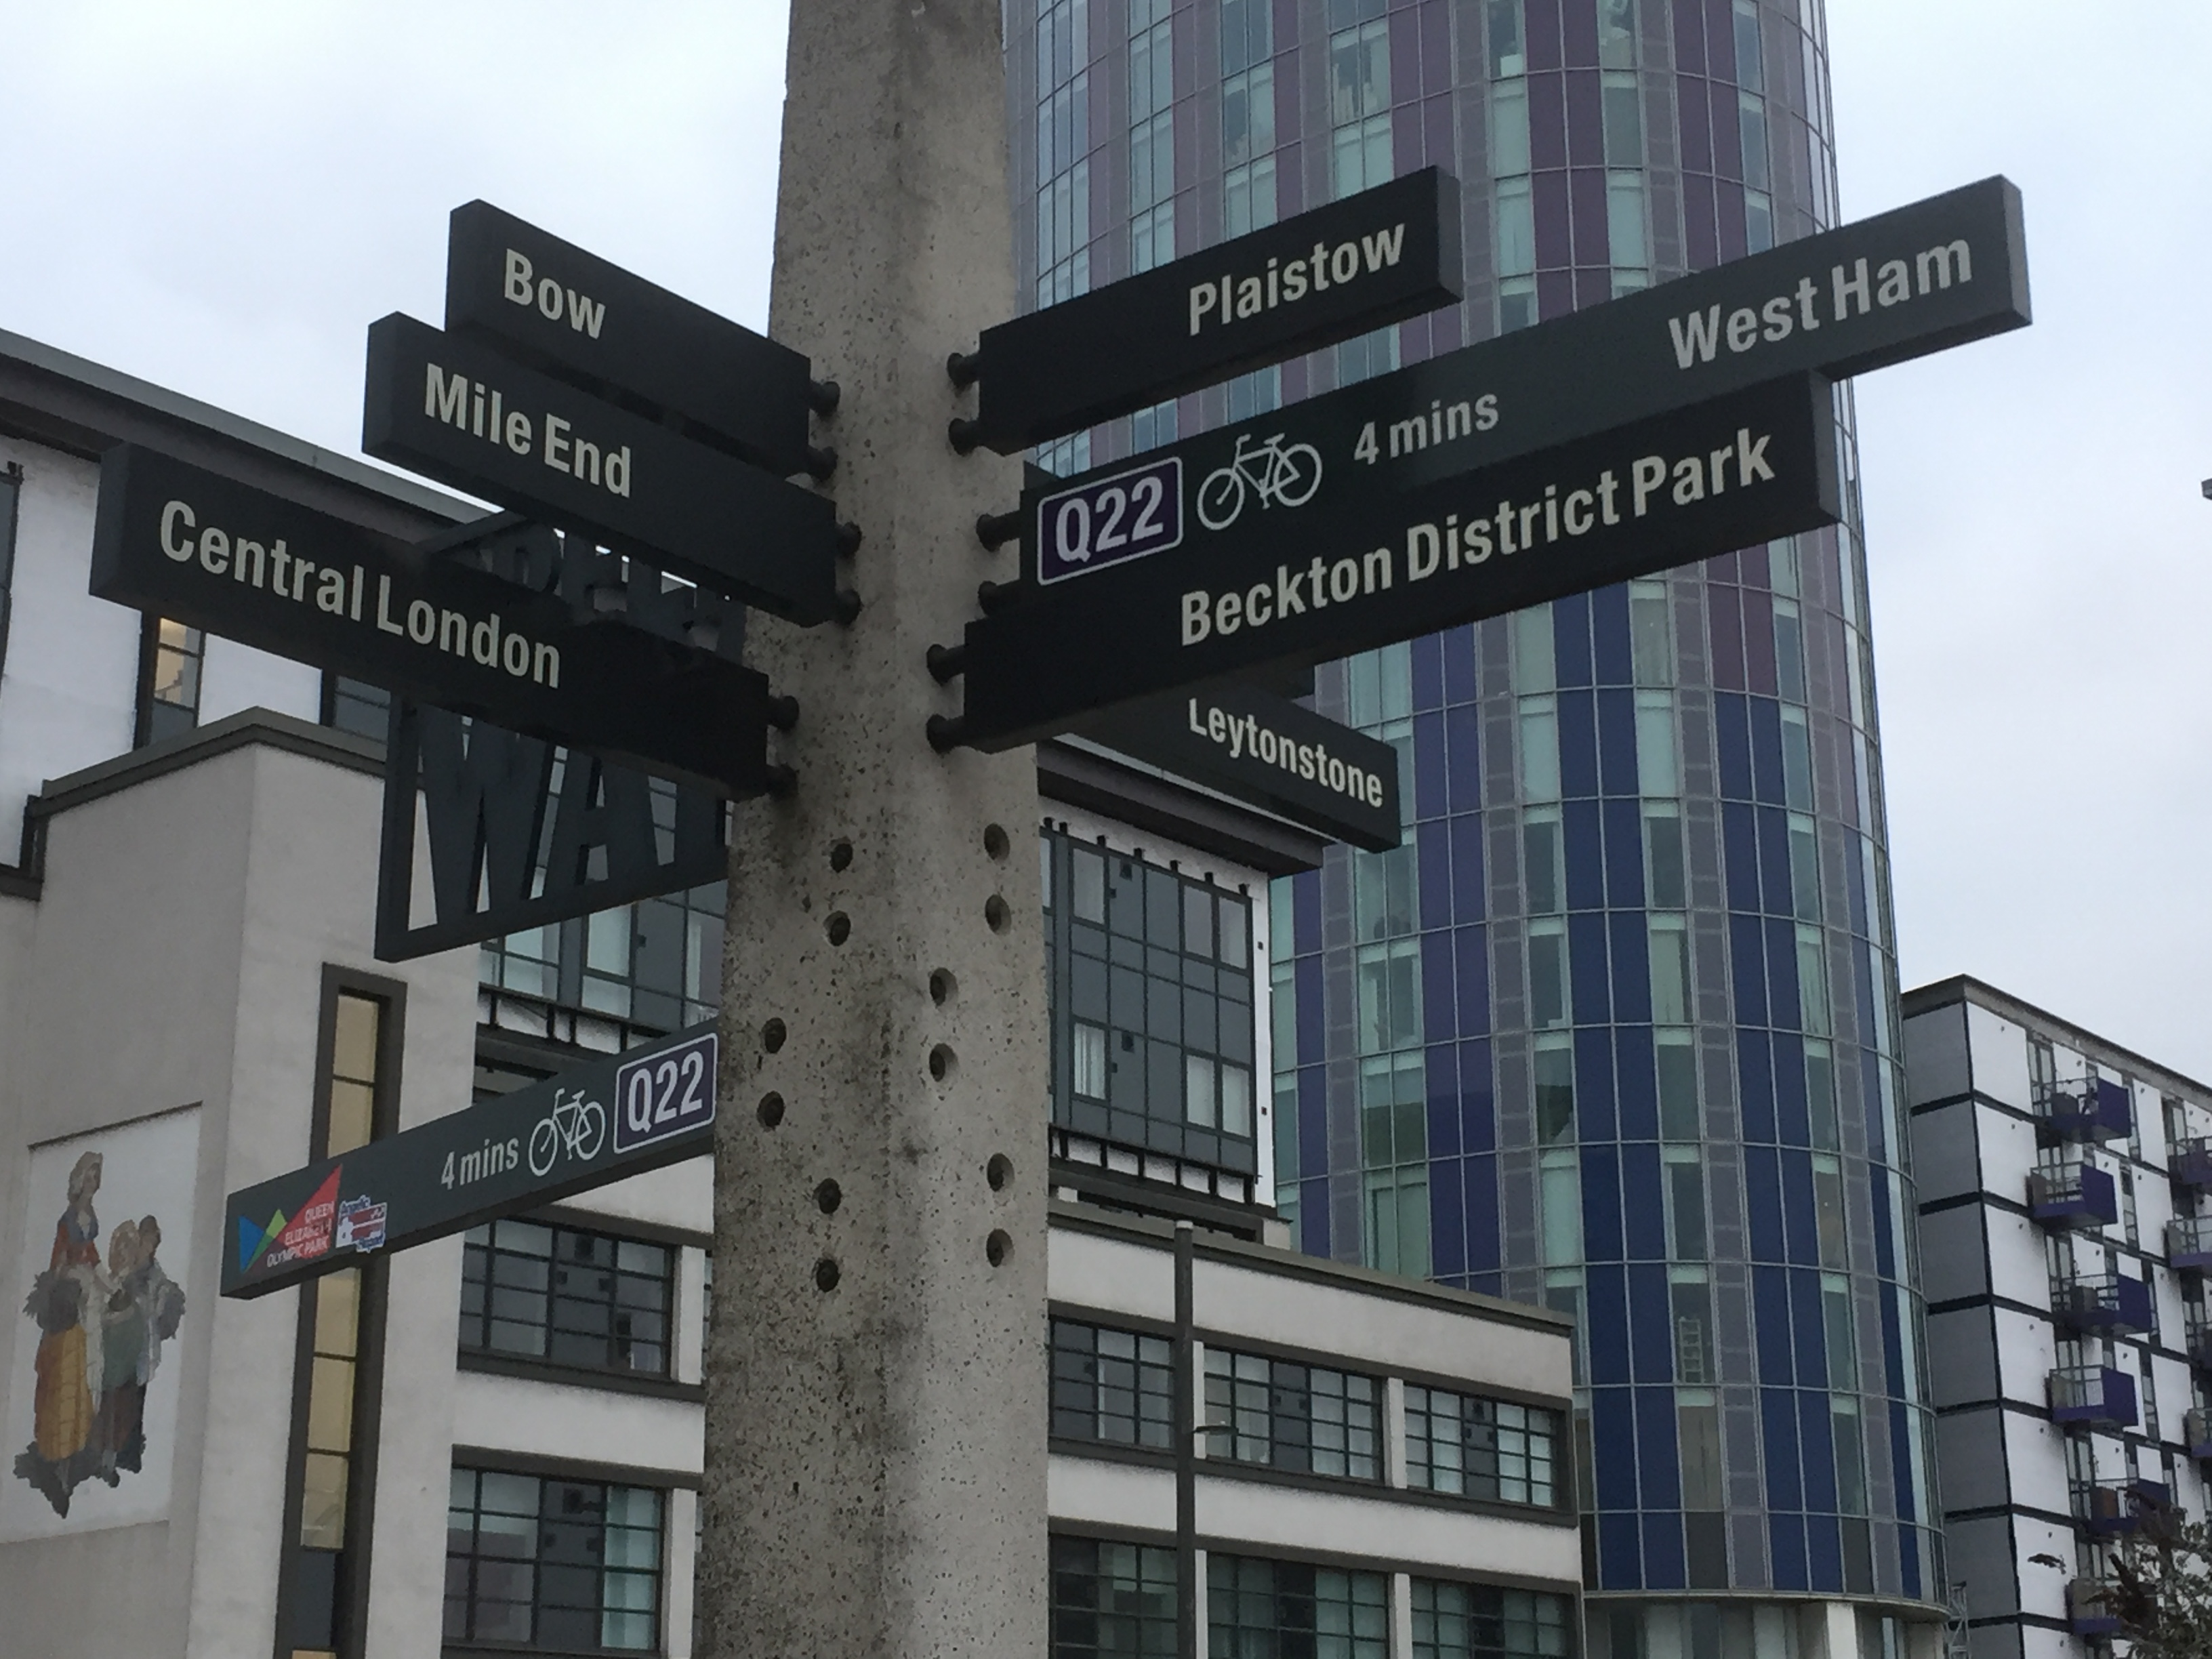 Bow
Mile End
Central London
Plaistow
West Ham
Q22 4 mins
Beckton District Park
Leytonstone
WAY
4 mins Q22
QUEEN
ELIZABETH
OLYMPIC PARK